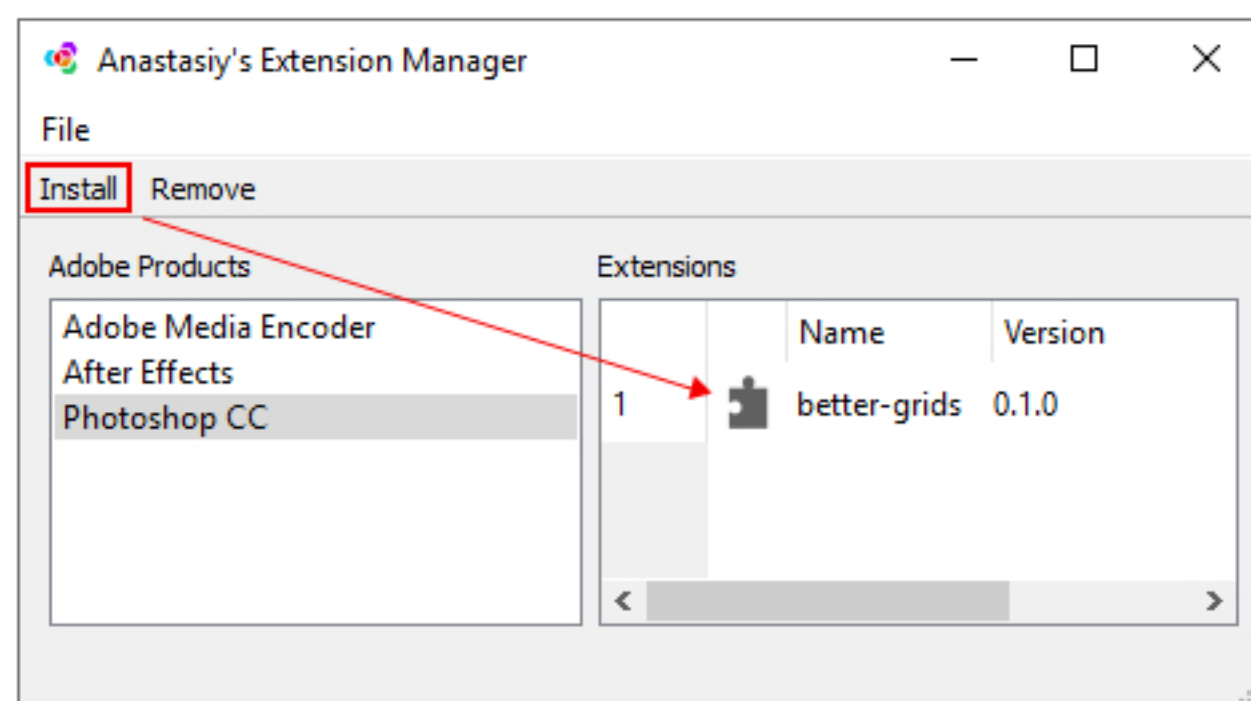 Anastasiy's Extension Manager
File
Install Remove
Adobe Products
Adobe Media Encoder
After Effects
Photoshop CC
Extensions
Name Version
1 better-grids 0.1.0